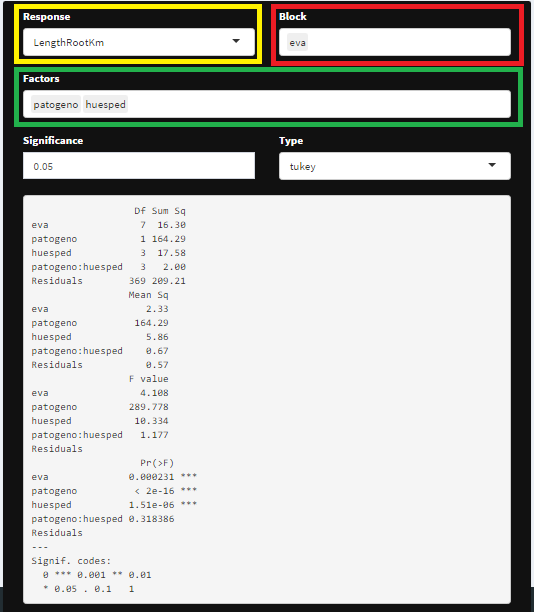 Response Block
LengthRootKm eva
Factors
patogeno huesped
Significance Type
0.05 tukey
Df Sum Sq
eva 7 16.30
patogeno 1 164.29
huesped 3 17.58
patogeno:huesped 3 2.00
Residuals 369 209.21
Mean Sq
eva 2.33
patogeno 164.29
huesped 5.86
patogeno:huesped 0.67
Residuals 0.57
F value
eva 4.108
patogeno 289.778
huesped 10.334
patogeno:huesped 1.177
Residuals
Pr(>F)
eva 0.000231 ***
patogeno < 2e-16 ***
huesped 1.51e-06 ***
patogeno:huesped 0.318386
Residuals
---
Signif. codes:
0 *** 0.001 ** 0.01
* 0.05 . 0.1 1